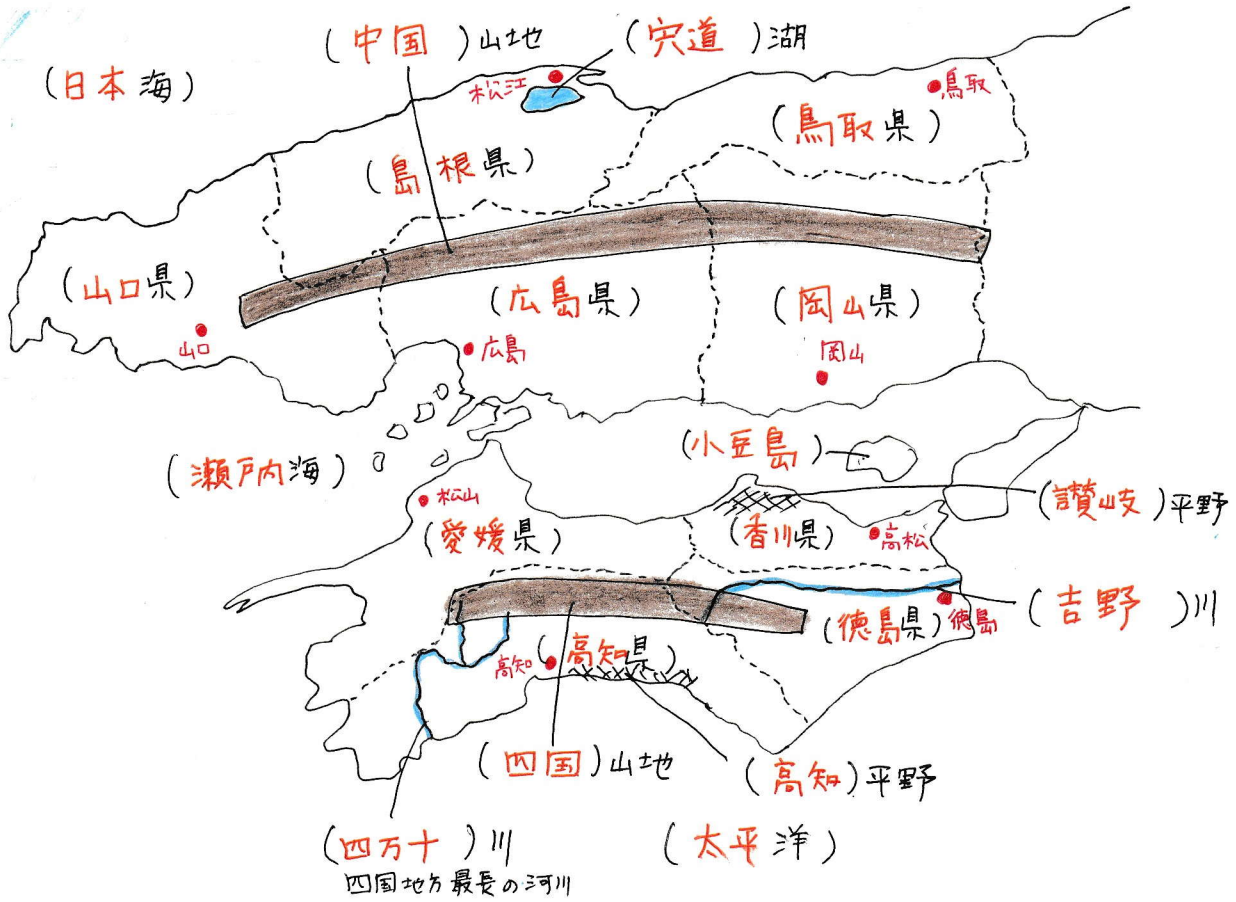 (中国)山地
(宍道)湖
(日本海)
松江
鳥取
(鳥取県)
(島根県)
(山口県)
山口
(広島県)
広島
(岡山県)
岡山
(瀬戸内海)
(小豆島)
(讃岐)平野
松山
(愛媛県)
(香川県)
高松
(吉野)川
(徳島県)
徳島
高知
(高知県)
(四国)山地
(高知)平野
(四万十)川
四国地方最長の河川
(太平洋)